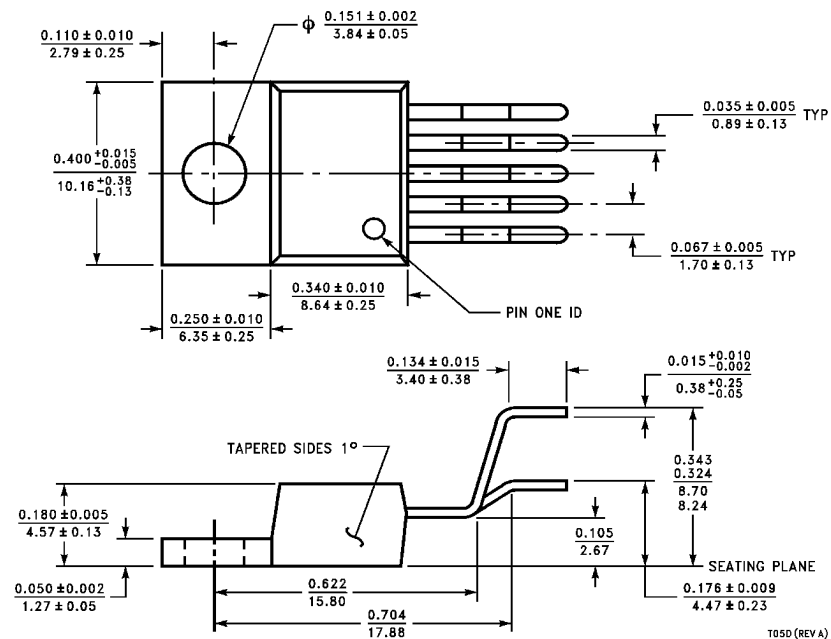 ϕ 0.151 ± 0.002
3.84 ± 0.05
0.110 ± 0.010
2.79 ± 0.25
0.035 ± 0.005 TYP
0.89 ± 0.13
0.400 +0.015 -0.005
10.16 +0.38 -0.13
0.067 ± 0.005 TYP
1.70 ± 0.13
0.340 ± 0.010
8.64 ± 0.25
PIN ONE ID
0.250 ± 0.010
6.35 ± 0.25
0.134 ± 0.015
3.40 ± 0.38
0.015 +0.010 -0.002
0.38 +0.25 -0.05
TAPERED SIDES 1°
0.343
0.324
8.70
8.24
0.180 ± 0.005
4.57 ± 0.13
0.105
2.67
SEATING PLANE
0.050 ± 0.002
1.27 ± 0.05
0.622
15.80
0.176 ± 0.009
4.47 ± 0.23
0.704
17.88
T05D (REV A)